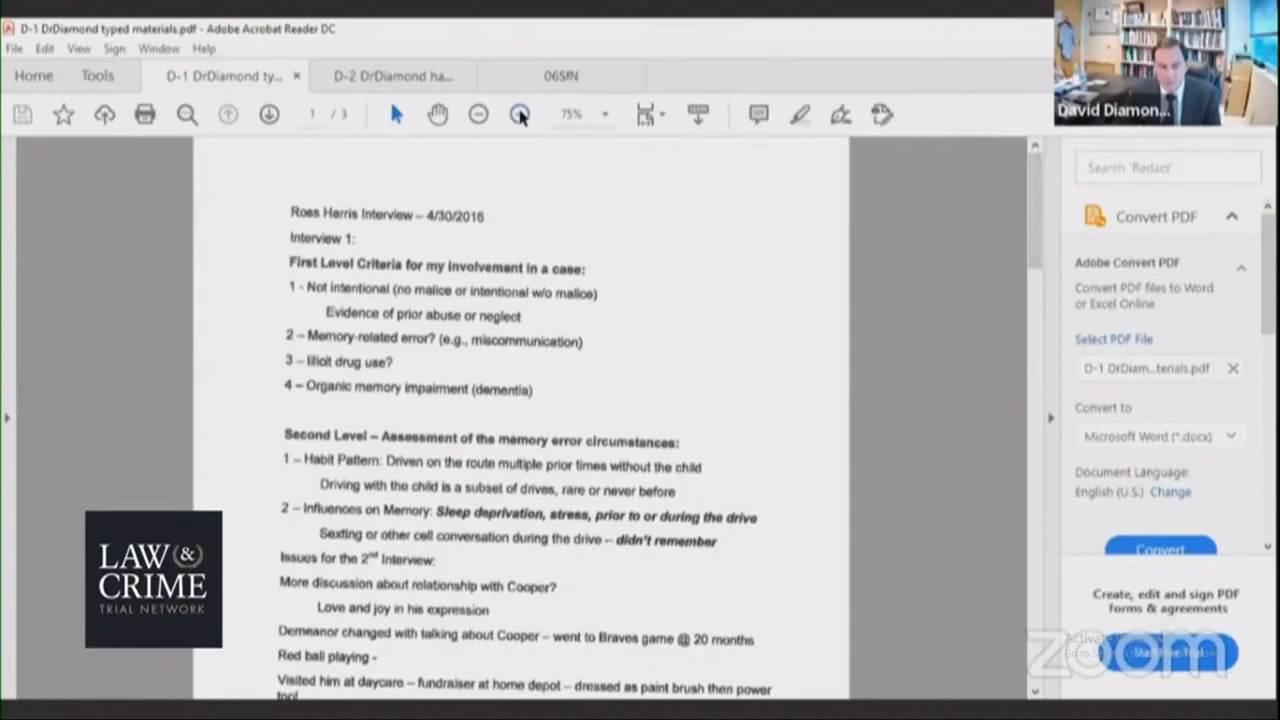 D-1 DrDiamond typed materials.pdf - Adobe Acrobat Reader DC
File Edit View Sign Window Help
Home Tools D-1 DrDiamond ty... × D-2 DrDiamond ha... 06SfN
1 / 3 75%
David Diamon...
Search 'Redact'
Convert PDF
Adobe Convert PDF
Convert PDF files to Word
or Excel Online
Select PDF File
D-1 DrDiam...terials.pdf
Convert to
Microsoft Word (*.docx)
Document Language:
English (U.S.) Change
Convert
Create, edit and sign PDF
forms & agreements
Ross Harris Interview – 4/30/2016
Interview 1:
First Level Criteria for my involvement in a case:
1 - Not intentional (no malice or intentional w/o malice)
Evidence of prior abuse or neglect
2 – Memory-related error? (e.g., miscommunication)
3 – Illicit drug use?
4 – Organic memory impairment (dementia)
Second Level – Assessment of the memory error circumstances:
1 – Habit Pattern: Driven on the route multiple prior times without the child
Driving with the child is a subset of drives, rare or never before
2 – Influences on Memory: Sleep deprivation, stress, prior to or during the drive
Sexting or other cell conversation during the drive – didn't remember
Issues for the 2nd Interview:
More discussion about relationship with Cooper?
Love and joy in his expression
Demeanor changed with talking about Cooper – went to Braves game @ 20 months
Red ball playing -
Visited him at daycare – fundraiser at home depot – dressed as paint brush then power
tool
LAW &
CRIME
TRIAL NETWORK
zoom